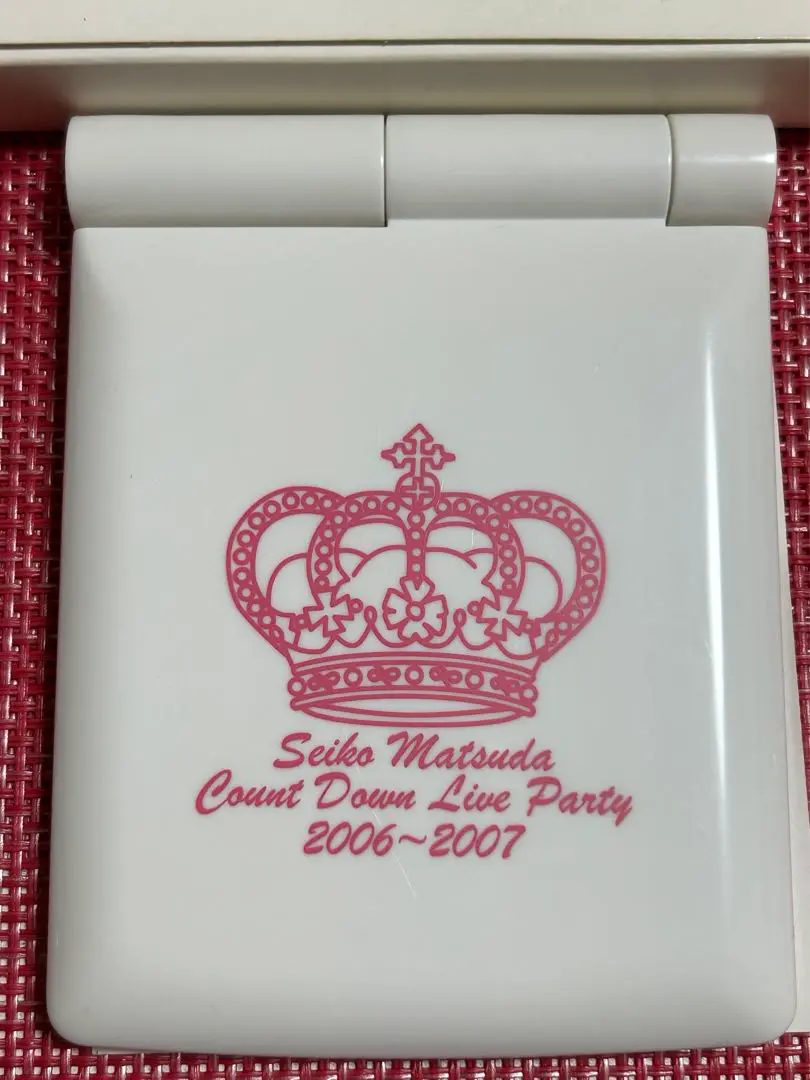 Seiko Matsuda
Count Down Live Party
2006~2007